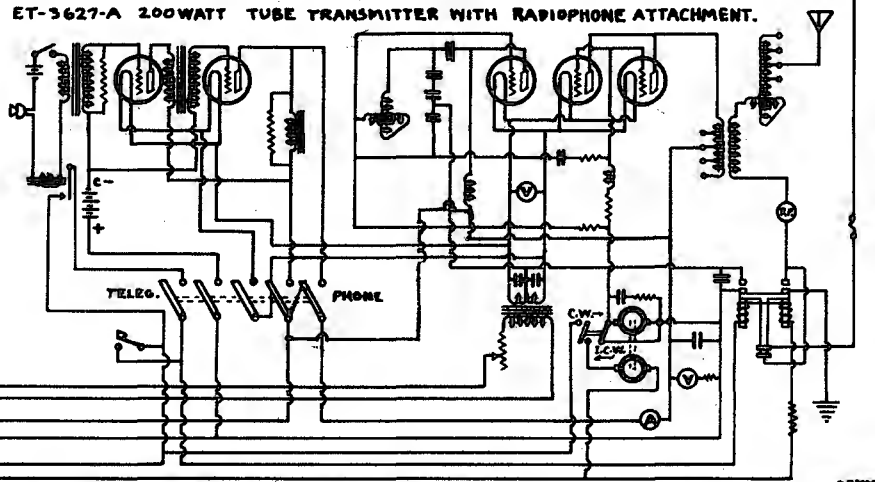 ET-3627-A 200WATT TUBE TRANSMITTER WITH RADIOPHONE ATTACHMENT.
C -
+
V
TELEG.
PHONE
C.W.→
I.C.W.
V
A